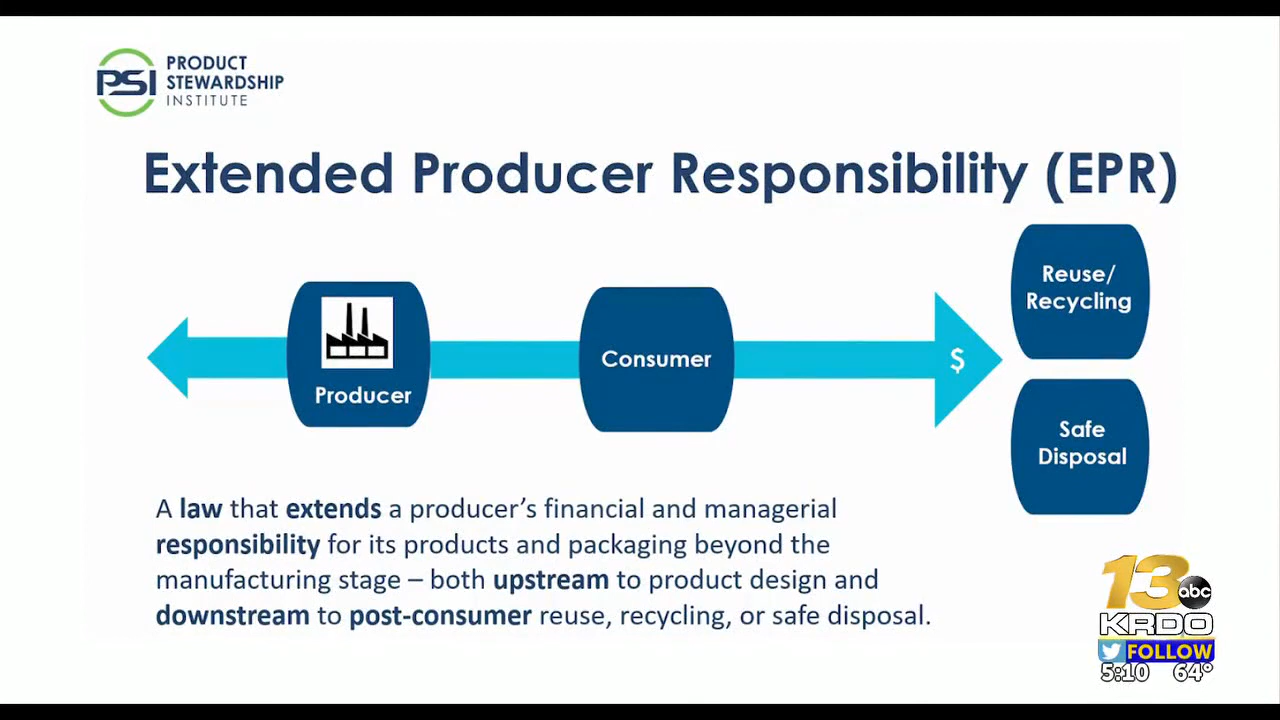 PSI
PRODUCT
STEWARDSHIP
INSTITUTE
Extended Producer Responsibility (EPR)
Producer
Consumer
$
Reuse/
Recycling
Safe
Disposal
A law that extends a producer’s financial and managerial
responsibility for its products and packaging beyond the
manufacturing stage – both upstream to product design and
downstream to post-consumer reuse, recycling, or safe disposal.
13
abc
KRDO
FOLLOW
5:10 64°